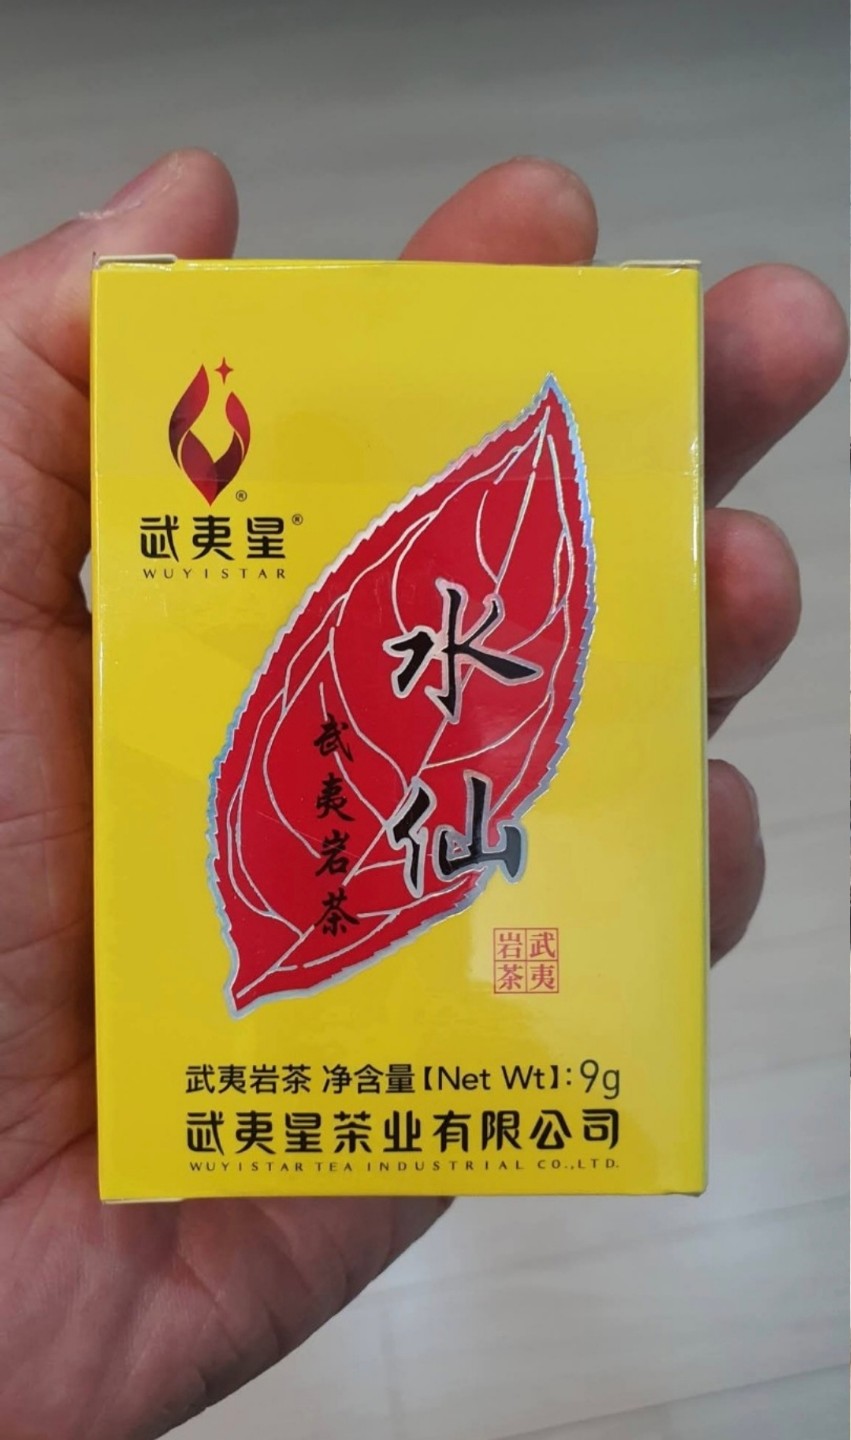 武夷星®
WUYISTAR
水仙
武夷岩茶
武夷
岩茶
武夷岩茶 净含量【Net Wt】:9g
武夷星茶业有限公司
WUYISTAR TEA INDUSTRIAL CO.,LTD.